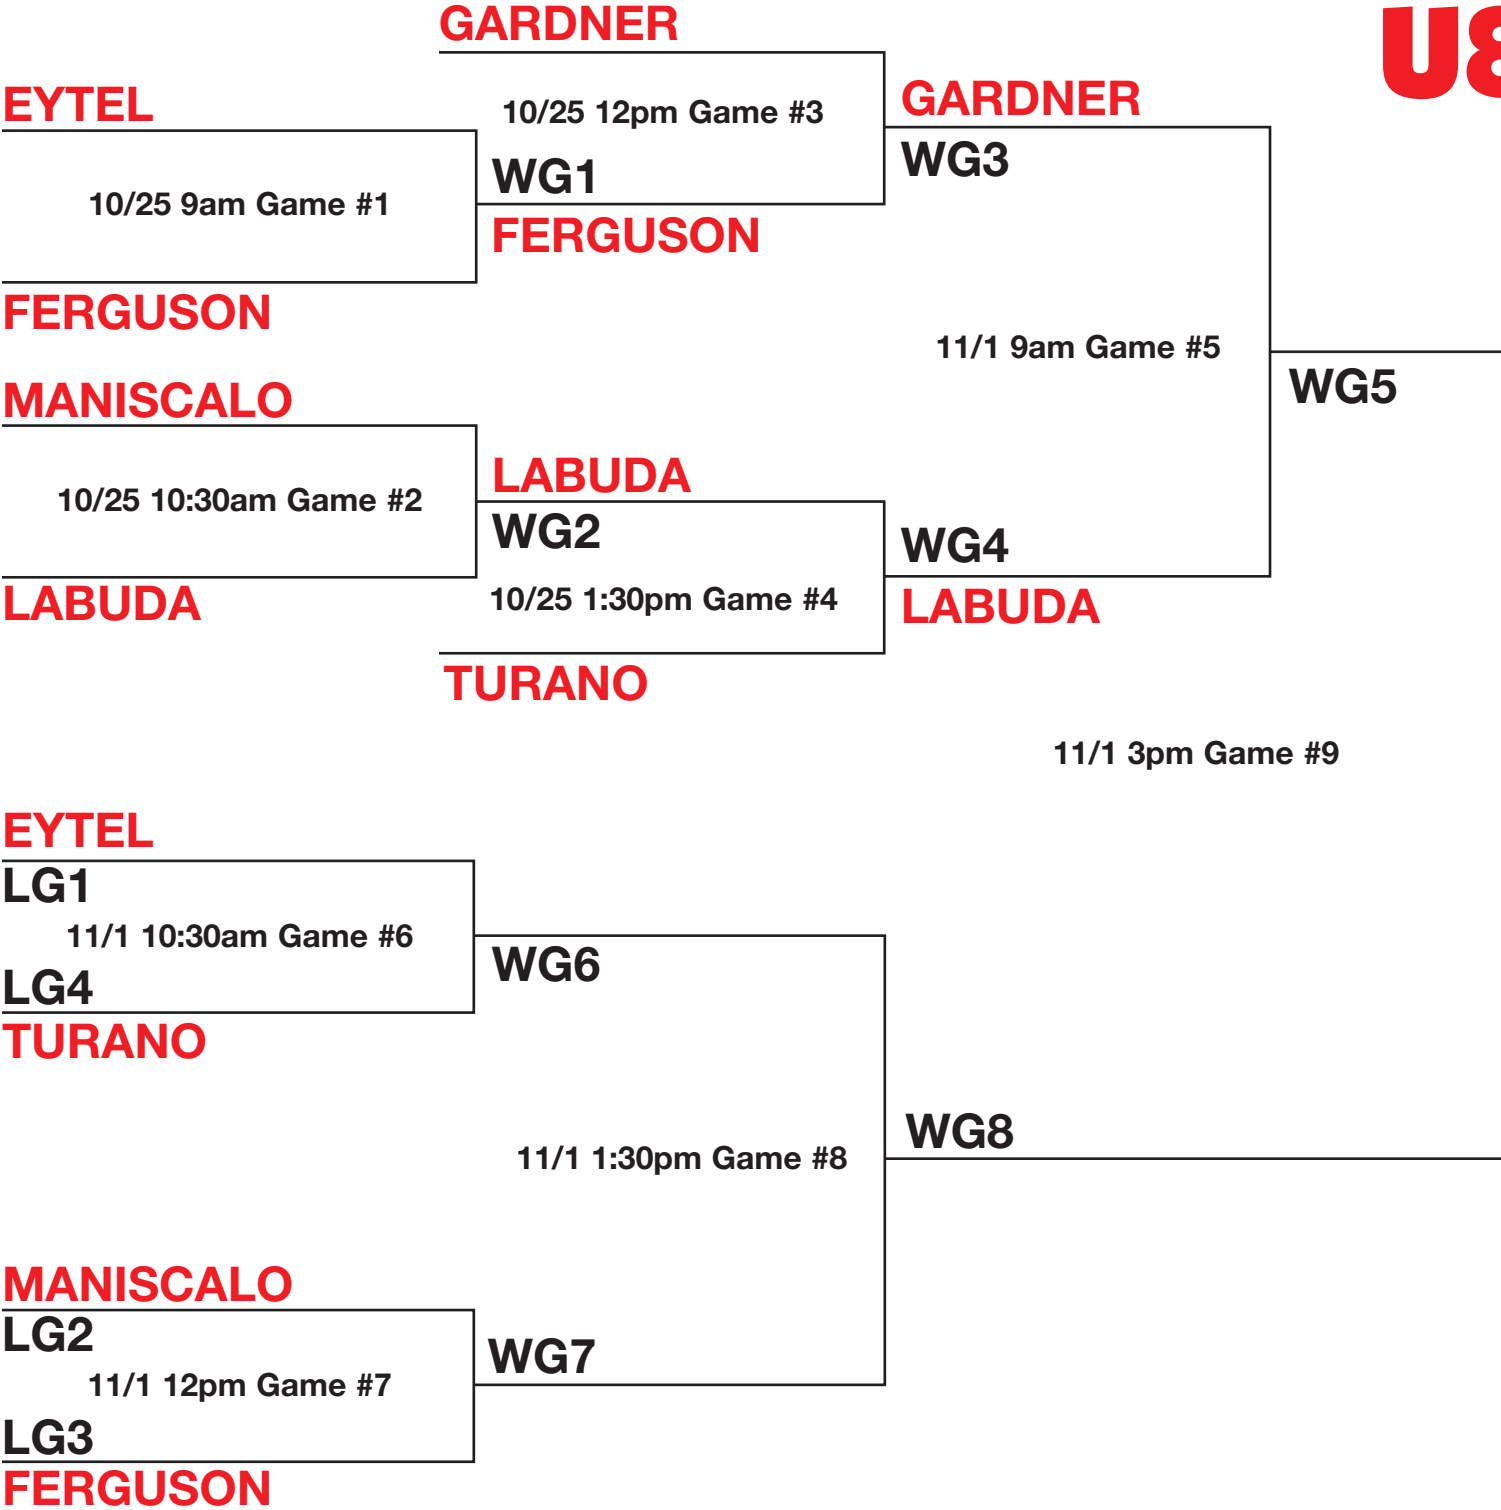 GARDNER
U8
EYTEL
10/25 12pm Game #3
GARDNER
WG1
WG3
10/25 9am Game #1
FERGUSON
FERGUSON
11/1 9am Game #5
WG5
MANISCALO
LABUDA
10/25 10:30am Game #2
WG2
WG4
LABUDA
10/25 1:30pm Game #4
LABUDA
TURANO
11/1 3pm Game #9
EYTEL
LG1
11/1 10:30am Game #6
WG6
LG4
TURANO
WG8
11/1 1:30pm Game #8
MANISCALO
LG2
WG7
11/1 12pm Game #7
LG3
FERGUSON